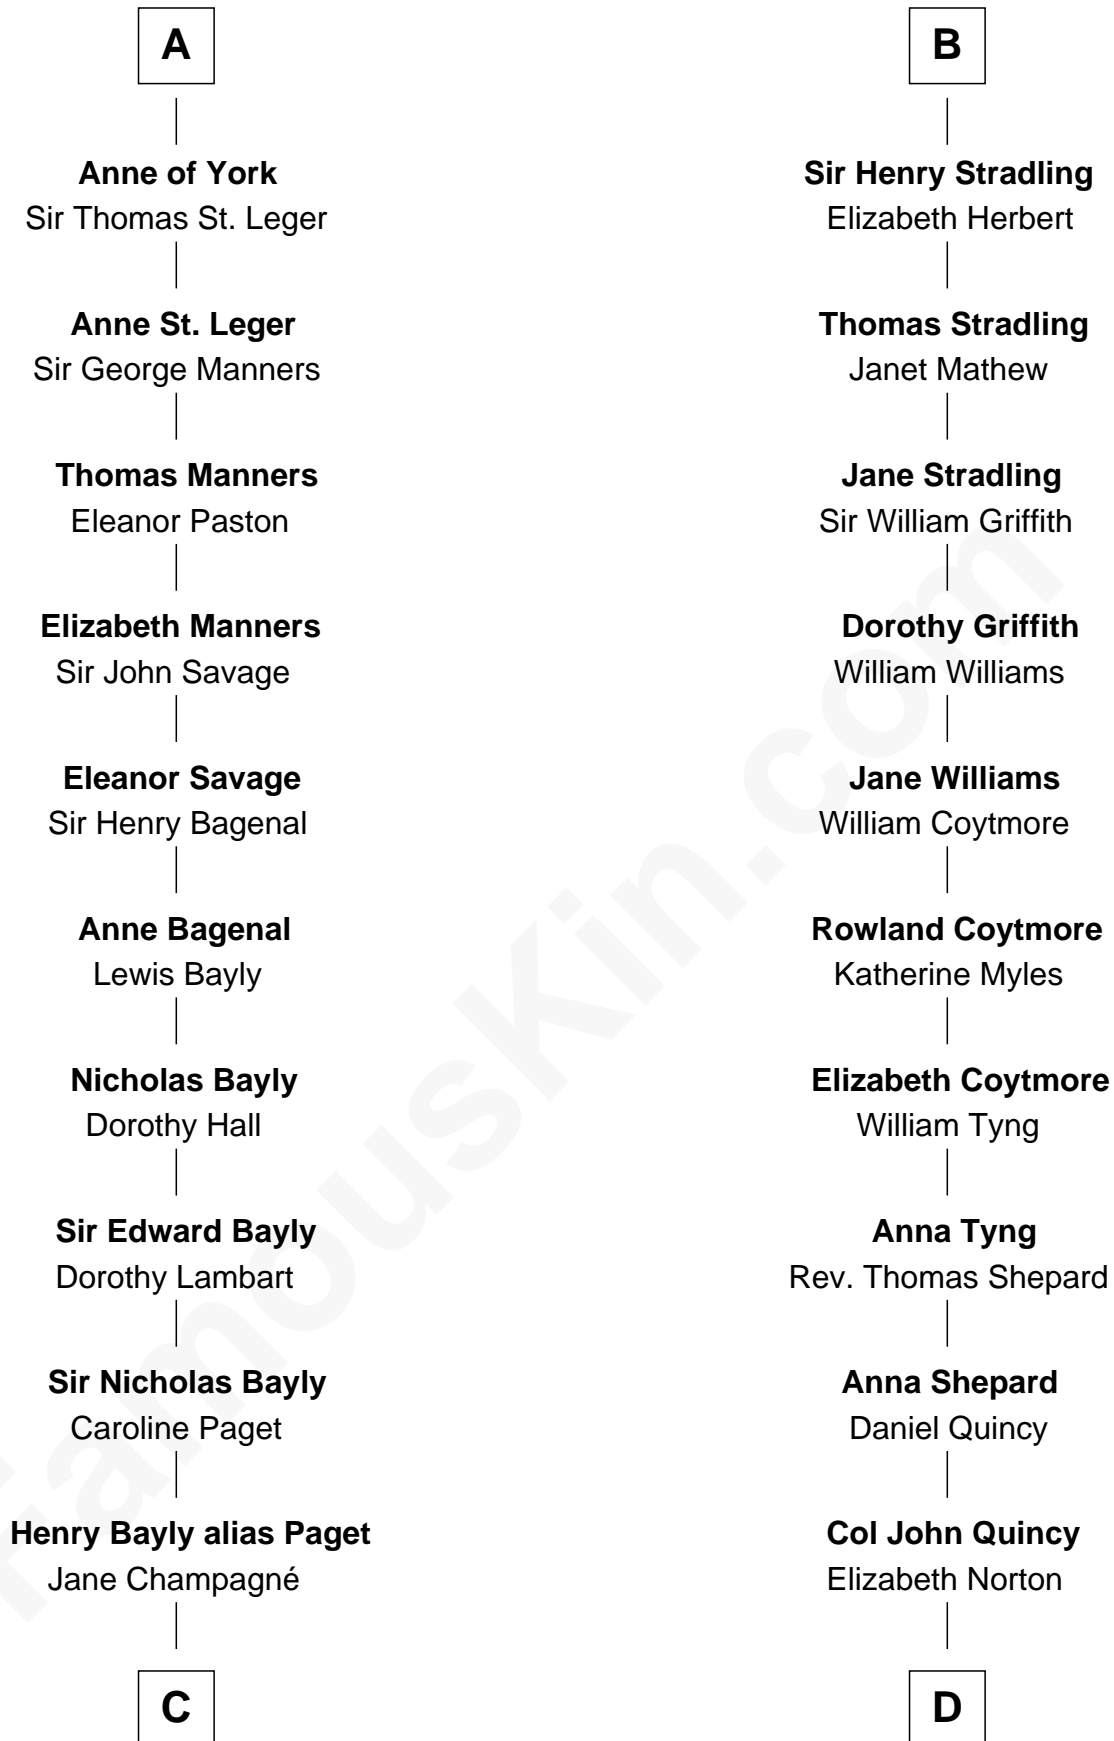 A
Anne of York
Sir Thomas St. Leger
Anne St. Leger
Sir George Manners
Thomas Manners
Eleanor Paston
Elizabeth Manners
Sir John Savage
Eleanor Savage
Sir Henry Bagenal
Anne Bagenal
Lewis Bayly
Nicholas Bayly
Dorothy Hall
Sir Edward Bayly
Dorothy Lambart
Sir Nicholas Bayly
Caroline Paget
Henry Bayly alias Paget
Jane Champagné
C
B
Sir Henry Stradling
Elizabeth Herbert
Thomas Stradling
Janet Mathew
Jane Stradling
Sir William Griffith
Dorothy Griffith
William Williams
Jane Williams
William Coytmore
Rowland Coytmore
Katherine Myles
Elizabeth Coytmore
William Tyng
Anna Tyng
Rev. Thomas Shepard
Anna Shepard
Daniel Quincy
Col John Quincy
Elizabeth Norton
D
famouskin.com